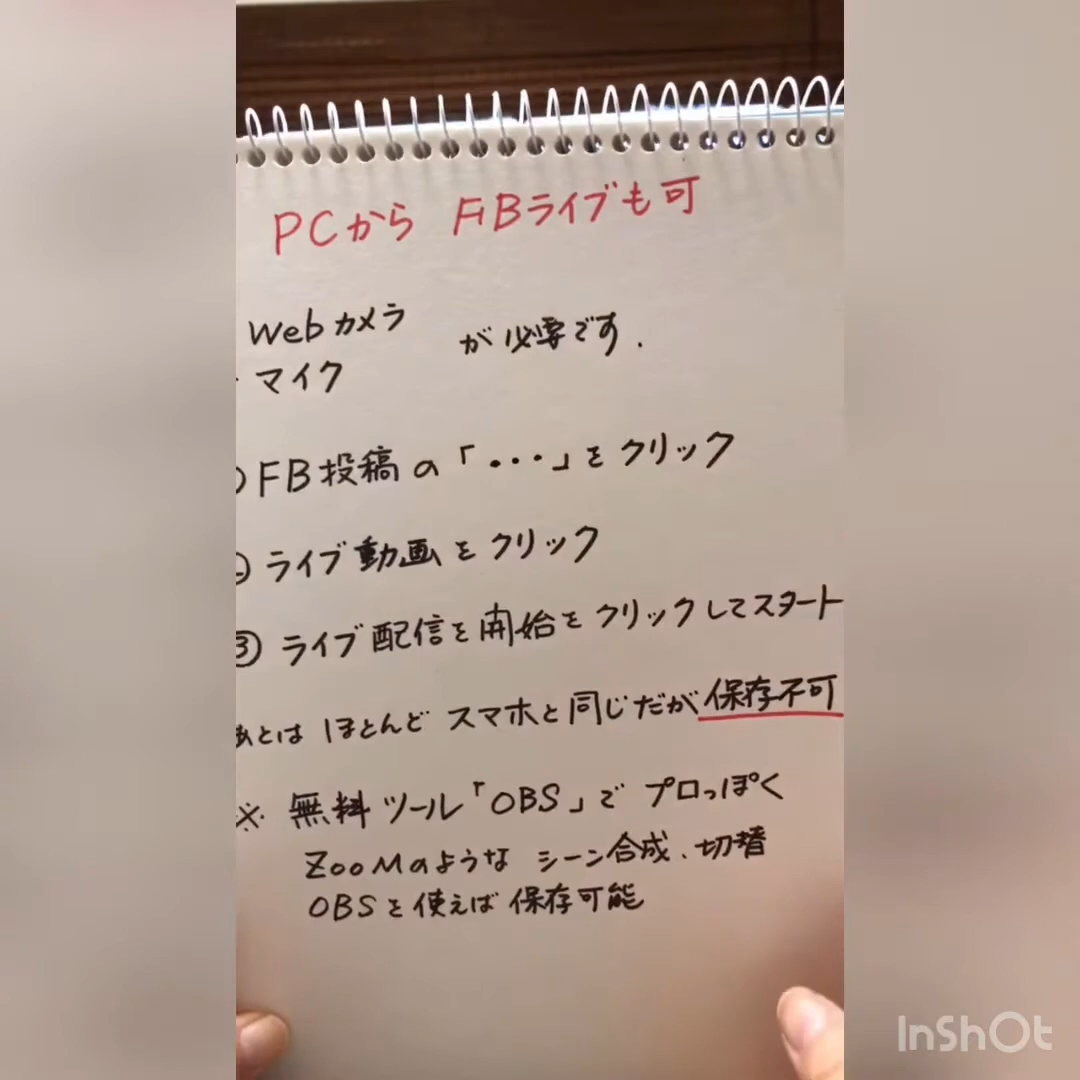 PCから FBライブも可
Webカメラ
・マイク
が必要です.
①FB投稿の「・・・」をクリック
②ライブ動画をクリック
③ライブ配信を開始をクリックしてスタート
あとは ほとんど スマホと同じだが保存不可
※ 無料ツール「OBS」で プロっぽく
ZooMのような シーン合成、切替
OBSを使えば 保存可能
InShOt